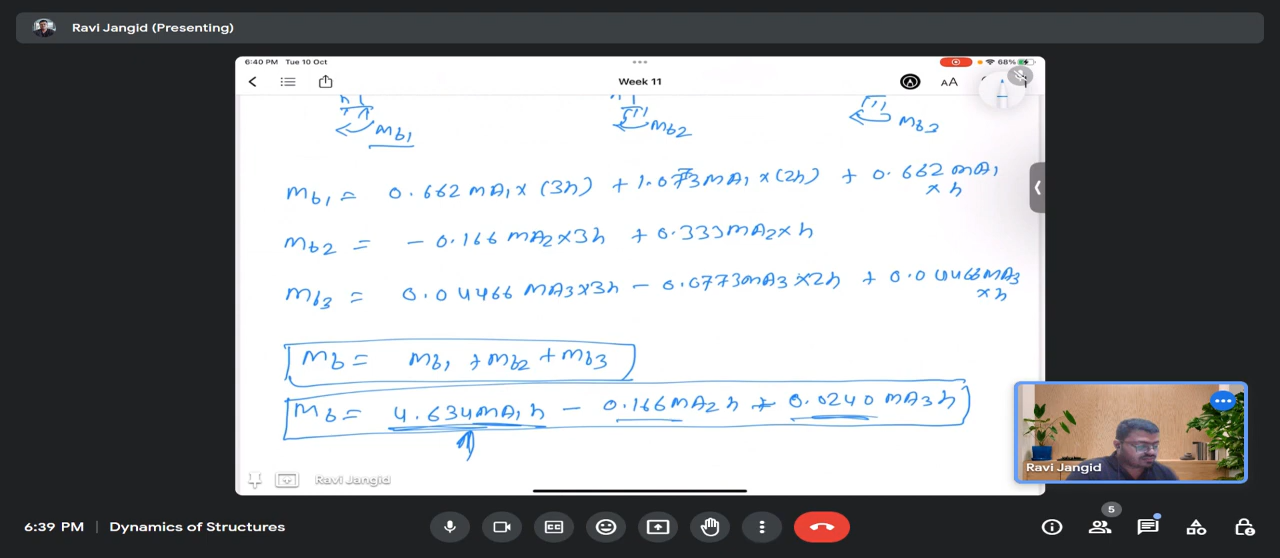 Ravi Jangid (Presenting)
6:40 PM Tue 10 Oct
68%
Week 11
AA
mb1
mb2
mb3
mb1 = 0.662 mA1 x (3h) + 1.073 mA1 x (2h) + 0.662 mA1
x h
mb2 = - 0.166 mA2 x 3h + 0.333 mA2 x h
mb3 = 0.04466 mA3 x 3h - 0.0773 mA3 x 2h + 0.04466 mA3
x h
mb = mb1 + mb2 + mb3
mb = 4.634 mA1 h - 0.166 mA2 h + 0.0240 mA3 h
Ravi Jangid
Ravi Jangid
6:39 PM | Dynamics of Structures
5